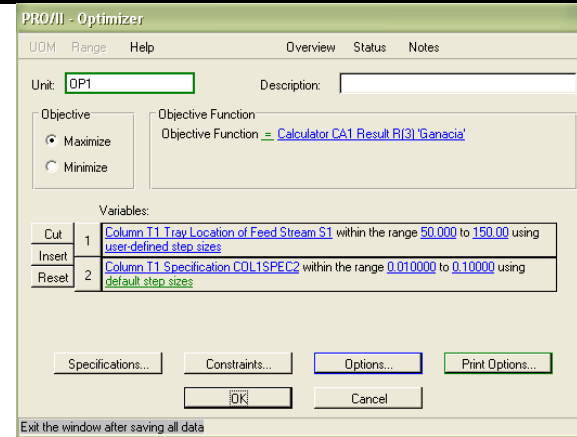 PRO/II - Optimizer
UOM Range Help Overview Status Notes
Unit: OP1 Description:
Objective
Maximize
Minimize
Objective Function
Objective Function = Calculator CA1 Result R(3) 'Ganacia'
Variables:
Cut
Insert
Reset
1 Column T1 Tray Location of Feed Stream S1 within the range 50.000 to 150.00 using
user-defined step sizes
2 Column T1 Specification COL1SPEC2 within the range 0.010000 to 0.10000 using
default step sizes
Specifications... Constraints... Options... Print Options...
OK Cancel
Exit the window after saving all data